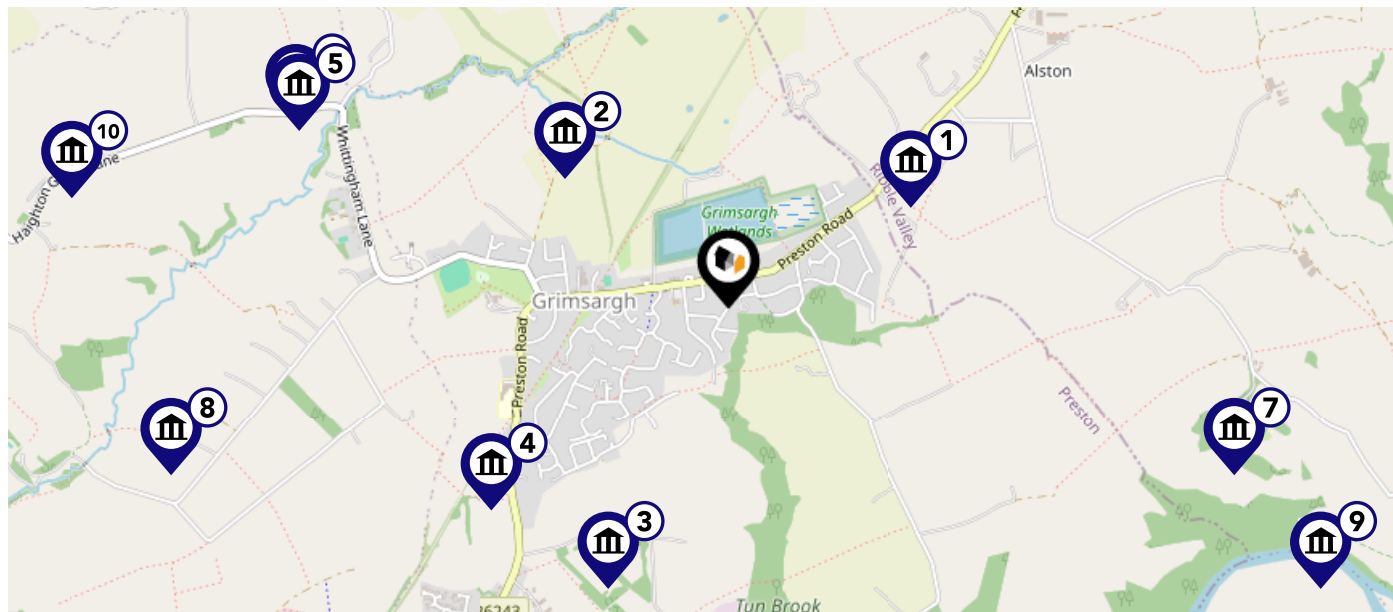 5
10
2
1
Alston
Haighton G
ane
Whittingham Lane
Ribble Valley
Grimsargh
Wetlands
Preston Road
Grimsargh
Preston Road
Preston
8
4
7
3
9
Tun Brook